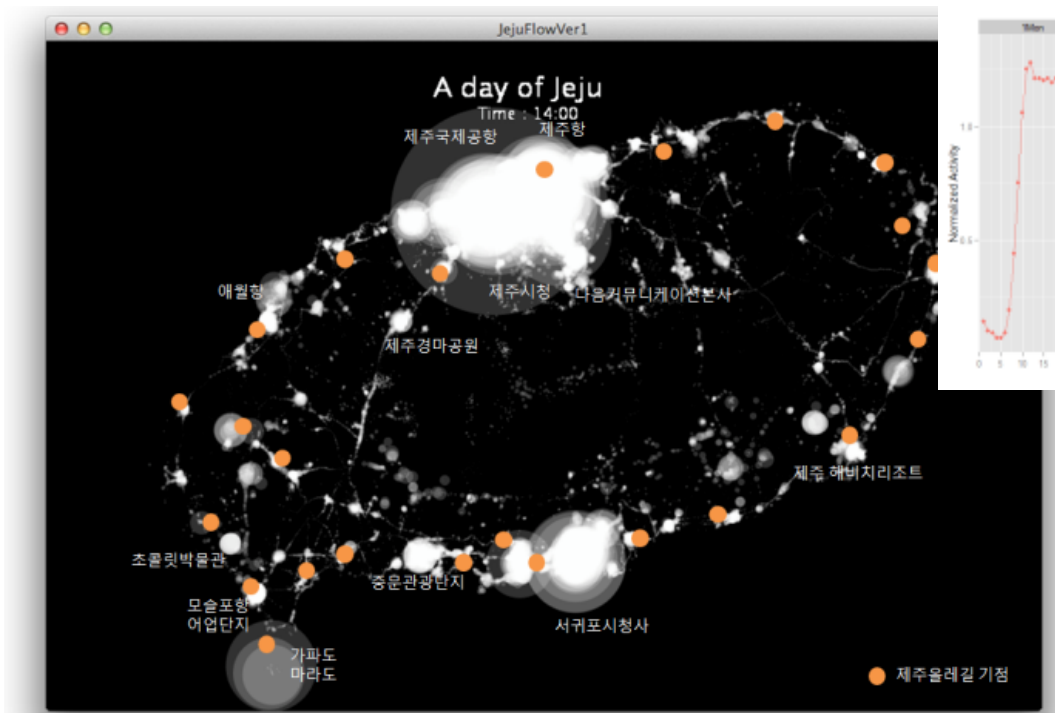 JejuFlowVer1
A day of Jeju
Time : 14:00
제주국제공항
제주항
애월항
제주시청
다음커뮤니케이션본사
제주경마공원
제주 해비치리조트
초콜릿박물관
중문관광단지
모슬포항
어업단지
서귀포시청사
가파도
마라도
제주올레길 기점
1Mon
Normalized Activity
1.0
0.5
0
5
10
15